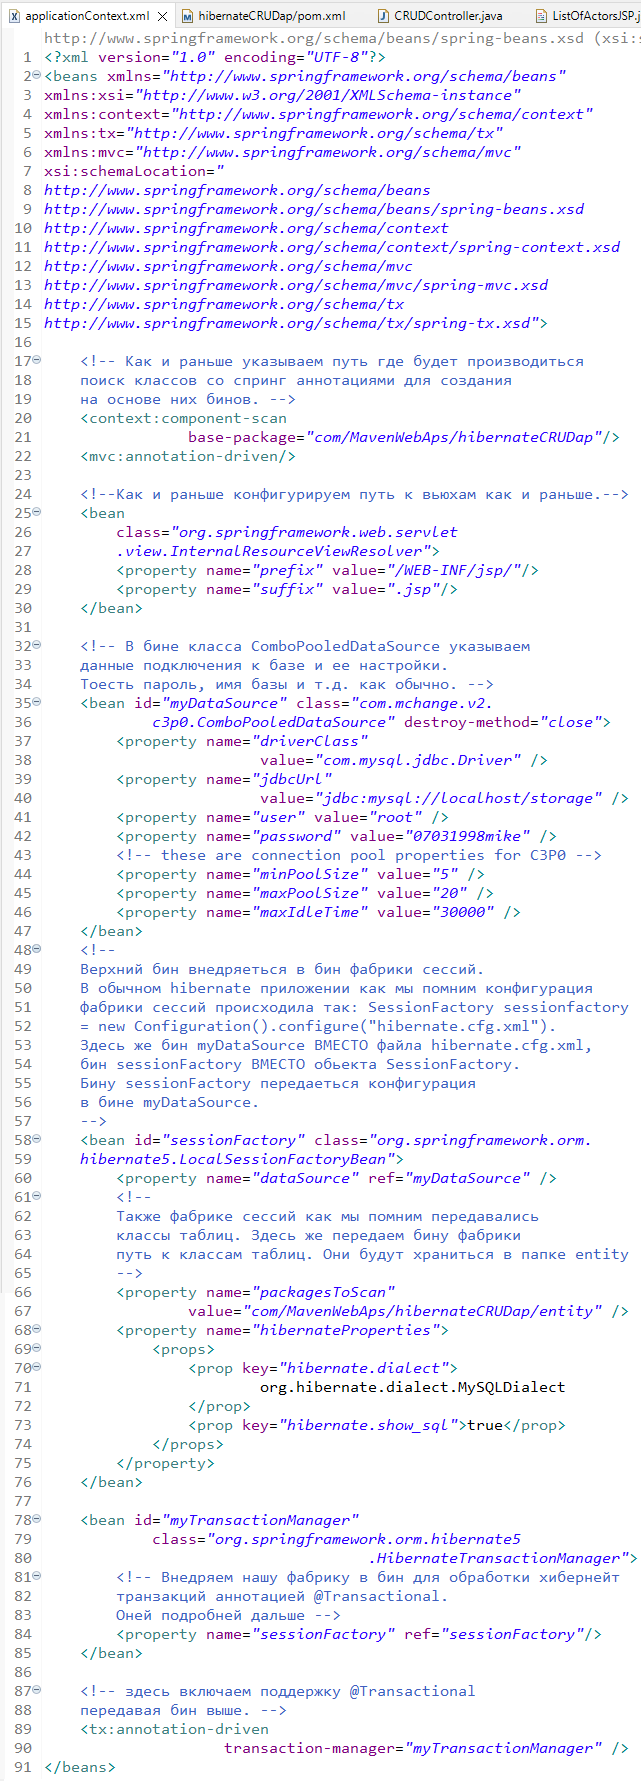 applicationContext.xml hibernateCRUDap/pom.xml CRUDController.java ListOfActorsJSP.j
http://www.springframework.org/schema/beans/spring-beans.xsd (xsi:s
1 <?xml version="1.0" encoding="UTF-8"?>
2 <beans xmlns="http://www.springframework.org/schema/beans"
3 xmlns:xsi="http://www.w3.org/2001/XMLSchema-instance"
4 xmlns:context="http://www.springframework.org/schema/context"
5 xmlns:tx="http://www.springframework.org/schema/tx"
6 xmlns:mvc="http://www.springframework.org/schema/mvc"
7 xsi:schemaLocation="
8 http://www.springframework.org/schema/beans
9 http://www.springframework.org/schema/beans/spring-beans.xsd
10 http://www.springframework.org/schema/context
11 http://www.springframework.org/schema/context/spring-context.xsd
12 http://www.springframework.org/schema/mvc
13 http://www.springframework.org/schema/mvc/spring-mvc.xsd
14 http://www.springframework.org/schema/tx
15 http://www.springframework.org/schema/tx/spring-tx.xsd">
16
17 <!-- Как и раньше указываем путь где будет производиться
18 поиск классов со спринг аннотациями для создания
19 на основе них бинов. -->
20 <context:component-scan
21 base-package="com/MavenWebAps/hibernateCRUDap"/>
22 <mvc:annotation-driven/>
23
24 <!--Как и раньше конфигурируем путь к вьюхам как и раньше.-->
25 <bean
26 class="org.springframework.web.servlet
27 .view.InternalResourceViewResolver">
28 <property name="prefix" value="/WEB-INF/jsp/"/>
29 <property name="suffix" value=".jsp"/>
30 </bean>
31
32 <!-- В бине класса ComboPooledDataSource указываем
33 данные подключения к базе и ее настройки.
34 Тоесть пароль, имя базы и т.д. как обычно. -->
35 <bean id="myDataSource" class="com.mchange.v2.
36 c3p0.ComboPooledDataSource" destroy-method="close">
37 <property name="driverClass"
38 value="com.mysql.jdbc.Driver" />
39 <property name="jdbcUrl"
40 value="jdbc:mysql://localhost/storage" />
41 <property name="user" value="root" />
42 <property name="password" value="07031998mike" />
43 <!-- these are connection pool properties for C3P0 -->
44 <property name="minPoolSize" value="5" />
45 <property name="maxPoolSize" value="20" />
46 <property name="maxIdleTime" value="30000" />
47 </bean>
48 <!--
49 Верхний бин внедряеться в бин фабрики сессий.
50 В обычном hibernate приложении как мы помним конфигурация
51 фабрики сессий происходила так: SessionFactory sessionfactory
52 = new Configuration().configure("hibernate.cfg.xml").
53 Здесь же бин myDataSource ВМЕСТО файла hibernate.cfg.xml,
54 бин sessionFactory ВМЕСТО обьекта SessionFactory.
55 Бину sessionFactory передаеться конфигурация
56 в бине myDataSource.
57 -->
58 <bean id="sessionFactory" class="org.springframework.orm.
59 hibernate5.LocalSessionFactoryBean">
60 <property name="dataSource" ref="myDataSource" />
61 <!--
62 Также фабрике сессий как мы помним передавались
63 классы таблиц. Здесь же передаем бину фабрики
64 путь к классам таблиц. Они будут храниться в папке entity
65 -->
66 <property name="packagesToScan"
67 value="com/MavenWebAps/hibernateCRUDap/entity" />
68 <property name="hibernateProperties">
69 <props>
70 <prop key="hibernate.dialect">
71 org.hibernate.dialect.MySQLDialect
72 </prop>
73 <prop key="hibernate.show_sql">true</prop>
74 </props>
75 </property>
76 </bean>
77
78 <bean id="myTransactionManager"
79 class="org.springframework.orm.hibernate5
80 .HibernateTransactionManager">
81 <!-- Внедряем нашу фабрику в бин для обработки хибернейт
82 транзакций аннотацией @Transactional.
83 Оней подробней дальше -->
84 <property name="sessionFactory" ref="sessionFactory"/>
85 </bean>
86
87 <!-- здесь включаем поддержку @Transactional
88 передавая бин выше. -->
89 <tx:annotation-driven
90 transaction-manager="myTransactionManager" />
91 </beans>